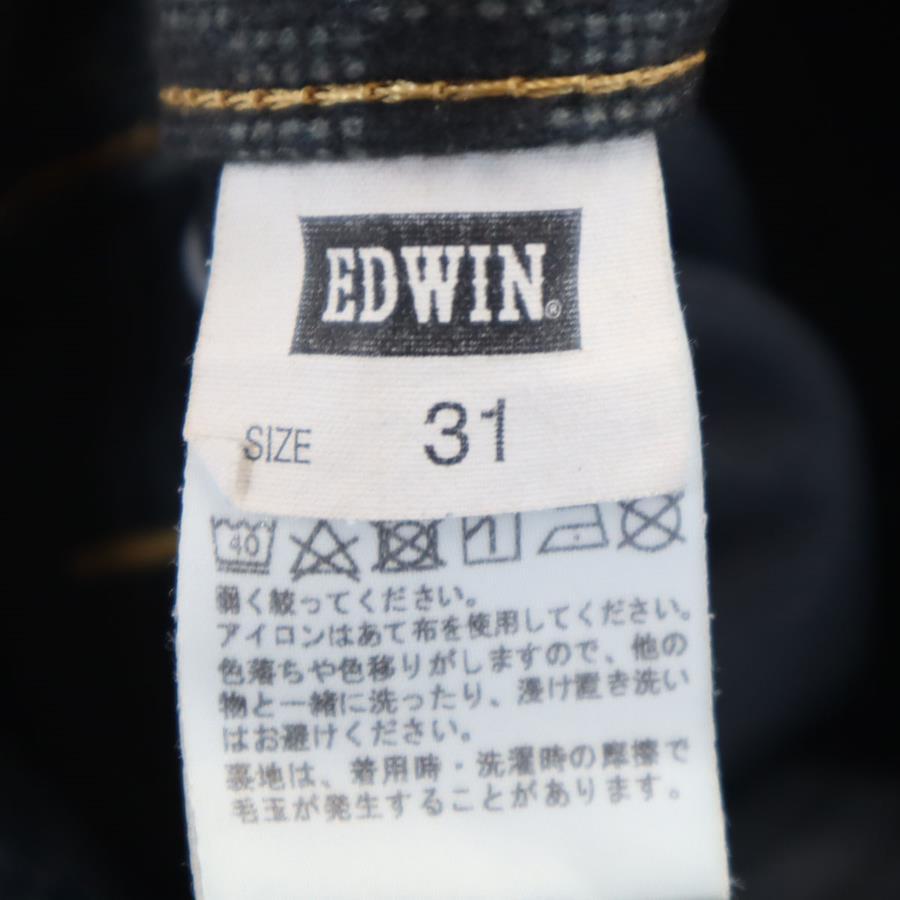 EDWIN®
SIZE 31
40
弱く絞ってください。
アイロンはあて布を使用してください。
色落ちや色移りがしますので、他の
物と一緒に洗ったり、浸け置き洗い
はお避けください。
裏地は、着用時・洗濯時の摩擦で
毛玉が発生することがあります。